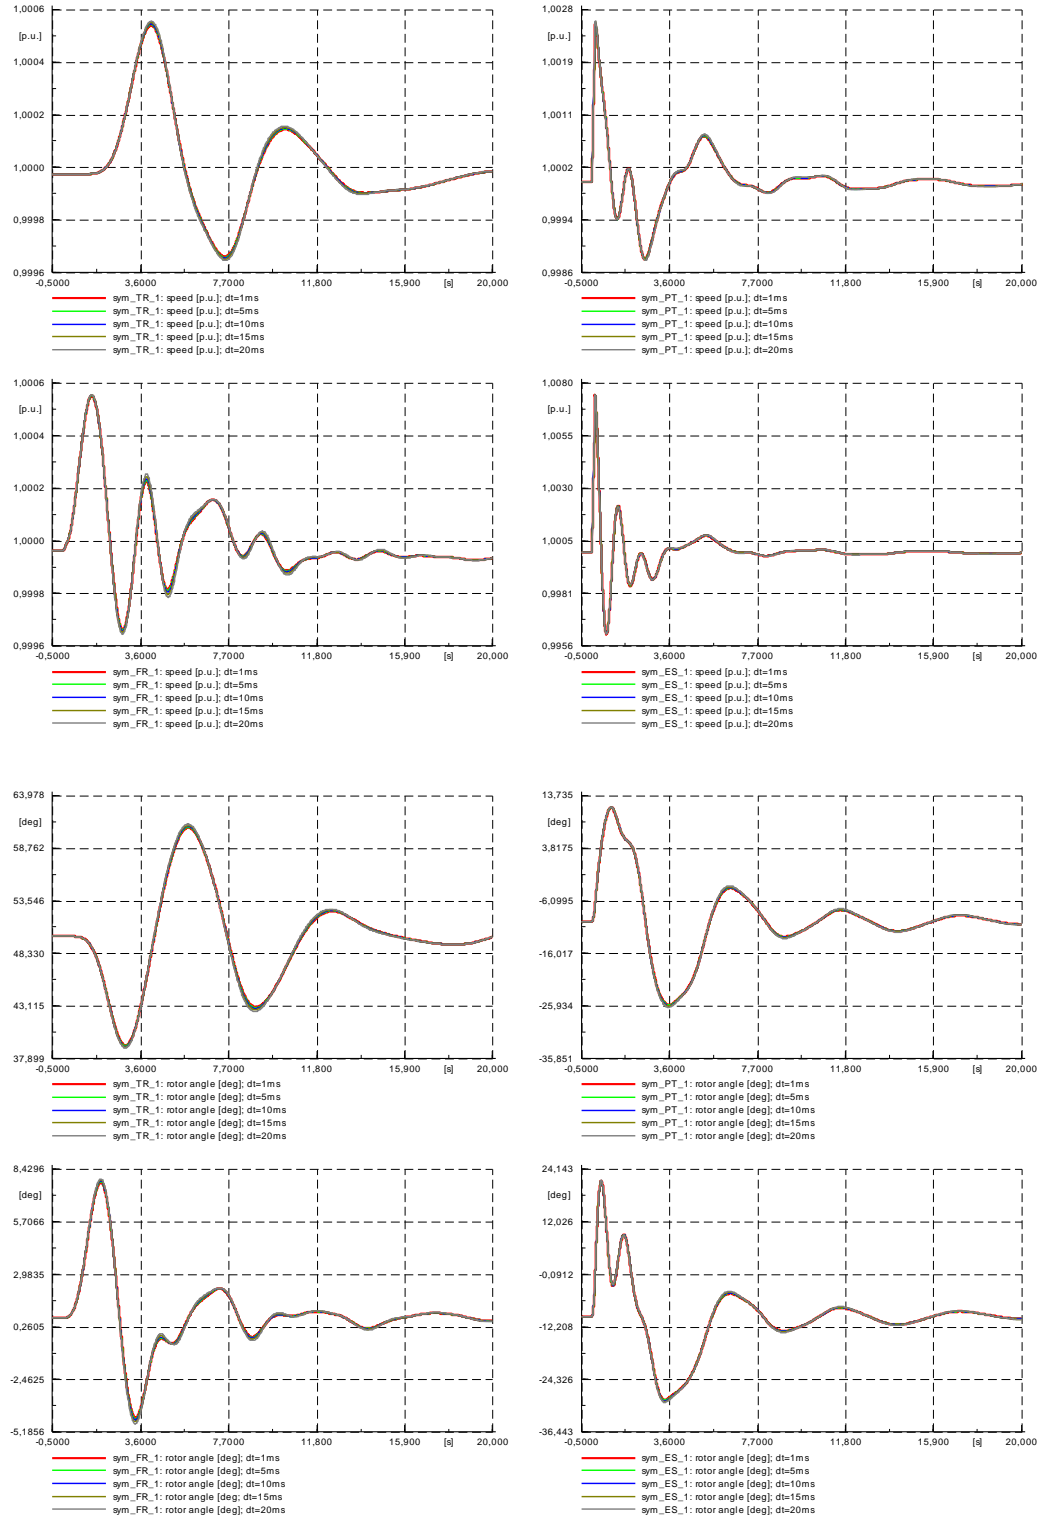 1,0006
[p.u.]
1,0004
1,0002
1,0000
0,9998
0,9996
-0,5000 3,6000 7,7000 11,800 15,900 [s] 20,000
sym_TR_1: speed [p.u.]; dt=1ms
sym_TR_1: speed [p.u.]; dt=5ms
sym_TR_1: speed [p.u.]; dt=10ms
sym_TR_1: speed [p.u.]; dt=15ms
sym_TR_1: speed [p.u.]; dt=20ms
1,0028
[p.u.]
1,0019
1,0011
1,0002
0,9994
0,9986
-0,5000 3,6000 7,7000 11,800 15,900 [s] 20,000
sym_PT_1: speed [p.u.]; dt=1ms
sym_PT_1: speed [p.u.]; dt=5ms
sym_PT_1: speed [p.u.]; dt=10ms
sym_PT_1: speed [p.u.]; dt=15ms
sym_PT_1: speed [p.u.]; dt=20ms
1,0006
[p.u.]
1,0004
1,0002
1,0000
0,9998
0,9996
-0,5000 3,6000 7,7000 11,800 15,900 [s] 20,000
sym_FR_1: speed [p.u.]; dt=1ms
sym_FR_1: speed [p.u.]; dt=5ms
sym_FR_1: speed [p.u.]; dt=10ms
sym_FR_1: speed [p.u.]; dt=15ms
sym_FR_1: speed [p.u.]; dt=20ms
1,0080
[p.u.]
1,0055
1,0030
1,0005
0,9981
0,9956
-0,5000 3,6000 7,7000 11,800 15,900 [s] 20,000
sym_ES_1: speed [p.u.]; dt=1ms
sym_ES_1: speed [p.u.]; dt=5ms
sym_ES_1: speed [p.u.]; dt=10ms
sym_ES_1: speed [p.u.]; dt=15ms
sym_ES_1: speed [p.u.]; dt=20ms
63,978
[deg]
58,762
53,546
48,330
43,115
37,899
-0,5000 3,6000 7,7000 11,800 15,900 [s] 20,000
sym_TR_1: rotor angle [deg]; dt=1ms
sym_TR_1: rotor angle [deg]; dt=5ms
sym_TR_1: rotor angle [deg]; dt=10ms
sym_TR_1: rotor angle [deg]; dt=15ms
sym_TR_1: rotor angle [deg]; dt=20ms
13,735
[deg]
3,8175
-6,0995
-16,017
-25,934
-35,851
-0,5000 3,6000 7,7000 11,800 15,900 [s] 20,000
sym_PT_1: rotor angle [deg]; dt=1ms
sym_PT_1: rotor angle [deg]; dt=5ms
sym_PT_1: rotor angle [deg]; dt=10ms
sym_PT_1: rotor angle [deg]; dt=15ms
sym_PT_1: rotor angle [deg]; dt=20ms
8,4296
[deg]
5,7066
2,9835
0,2605
-2,4625
-5,1856
-0,5000 3,6000 7,7000 11,800 15,900 [s] 20,000
sym_FR_1: rotor angle [deg]; dt=1ms
sym_FR_1: rotor angle [deg]; dt=5ms
sym_FR_1: rotor angle [deg]; dt=10ms
sym_FR_1: rotor angle [deg; dt=15ms
sym_FR_1: rotor angle [deg]; dt=20ms
24,143
[deg]
12,026
-0,0912
-12,208
-24,326
-36,443
-0,5000 3,6000 7,7000 11,800 15,900 [s] 20,000
sym_ES_1: rotor angle [deg]; dt=1ms
sym_ES_1: rotor angle [deg]; dt=5ms
sym_ES_1: rotor angle [deg]; dt=10ms
sym_ES_1: rotor angle [deg]; dt=15ms
sym_ES_1: rotor angle [deg]; dt=20ms